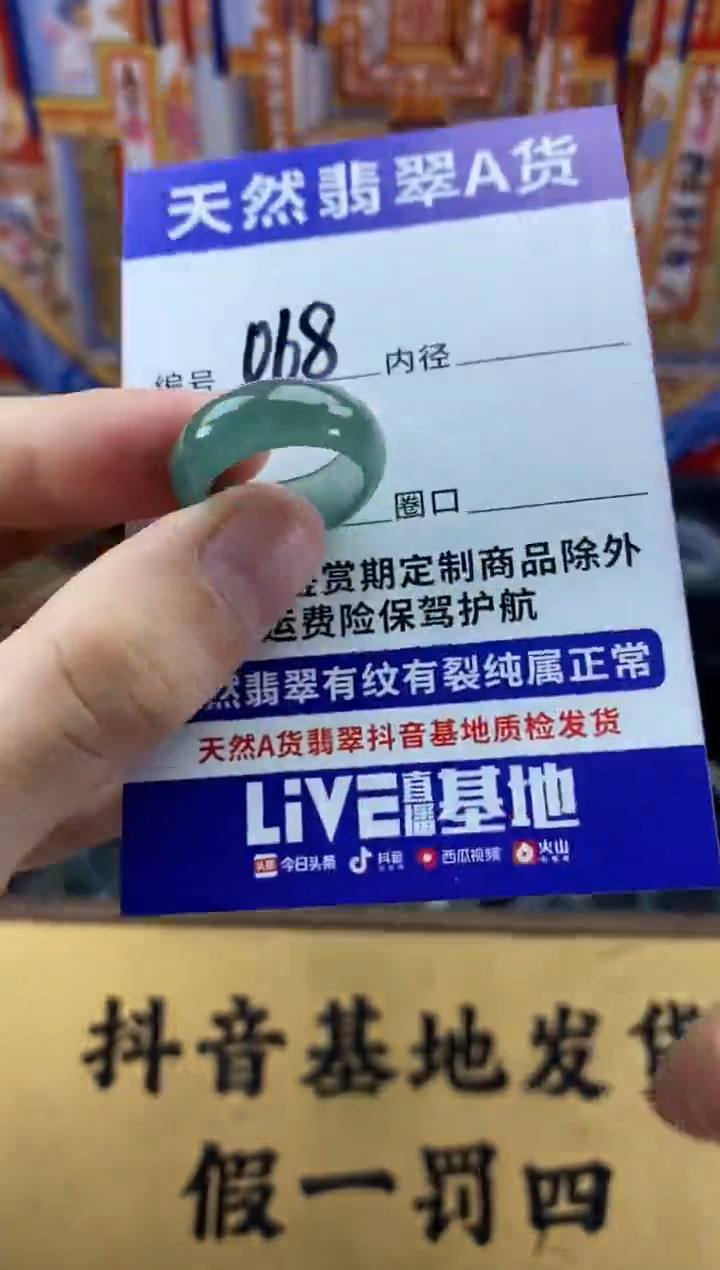 天然翡翠A货
编号 068 内径
圈口
鉴赏期定制商品除外
运费险保驾护航
然翡翠有纹有裂纯属正常
天然A货翡翠抖音基地质检发货
LiVE直播基地
头条 今日头条 抖音 西瓜视频 火山
抖音基地发货
假一罚四